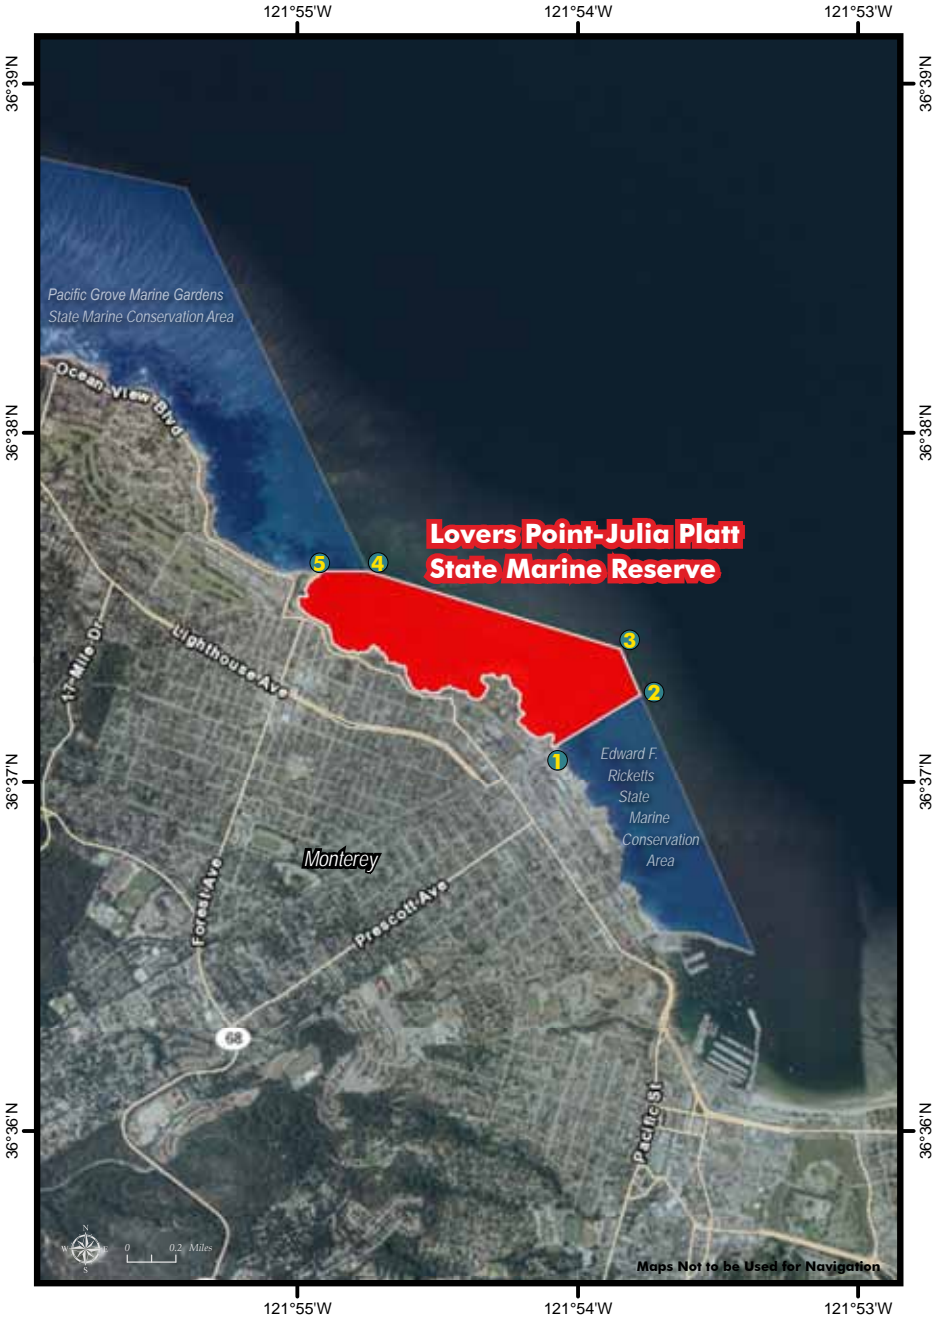 121°55'W
121°54'W
121°53'W
36°39'N
36°39'N
Pacific Grove Marine Gardens
State Marine Conservation Area
Ocean View Blvd
36°38'N
36°38'N
Lovers Point-Julia Platt
State Marine Reserve
5
4
3
2
1
17-Mile Dr
Lighthouse Ave
36°37'N
36°37'N
Edward F.
Ricketts
State
Marine
Conservation
Area
Monterey
Forest Ave
Prescott Ave
68
Pacific St
36°36'N
36°36'N
N
W
E
S
0
0.2 Miles
Maps Not to be Used for Navigation
121°55'W
121°54'W
121°53'W